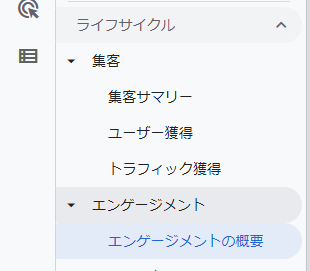 ライフサイクル
集客
集客サマリー
ユーザー獲得
トラフィック獲得
エンゲージメント
エンゲージメントの概要